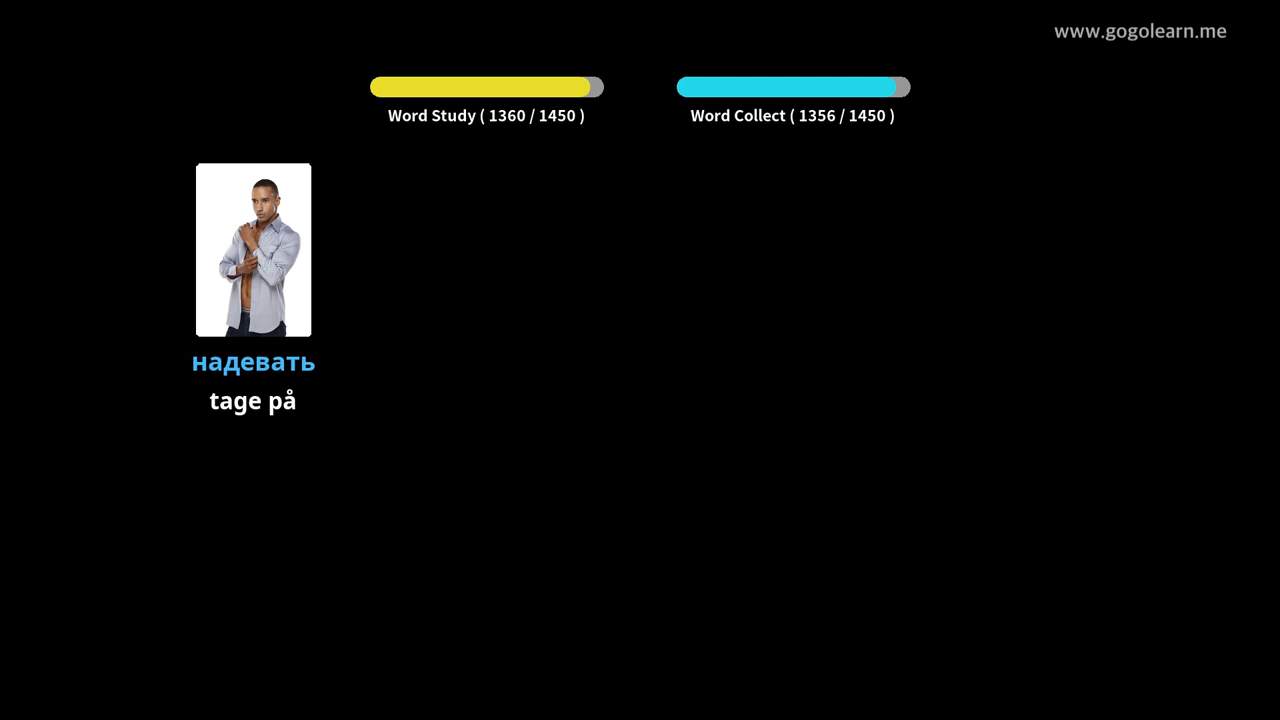 www.gogolearn.me
Word Study ( 1360 / 1450 )
Word Collect ( 1356 / 1450 )
надевать
tage på